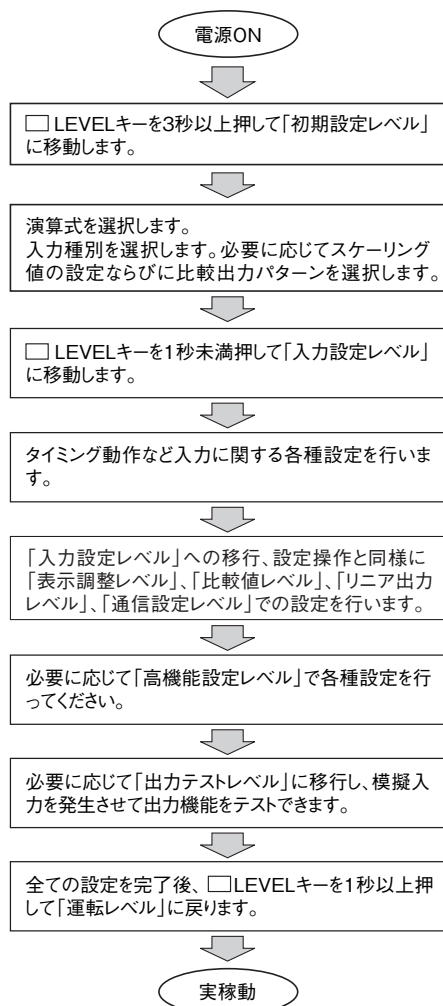 電源ON
□ LEVELキーを3秒以上押して「初期設定レベル」
に移動します。
演算式を選択します。
入力種別を選択します。必要に応じてスケーリング
値の設定ならびに比較出力パターンを選択します。
□ LEVELキーを1秒未満押して「入力設定レベル」
に移動します。
タイミング動作など入力に関する各種設定を行いま
す。
「入力設定レベル」への移行、設定操作と同様に
「表示調整レベル」、「比較値レベル」、「リニア出力
レベル」、「通信設定レベル」での設定を行います。
必要に応じて「高機能設定レベル」で各種設定を行
ってください。
必要に応じて「出力テストレベル」に移行し、模擬入
力を発生させて出力機能をテストできます。
全ての設定を完了後、□LEVELキーを1秒以上押
して「運転レベル」に戻ります。
実稼動